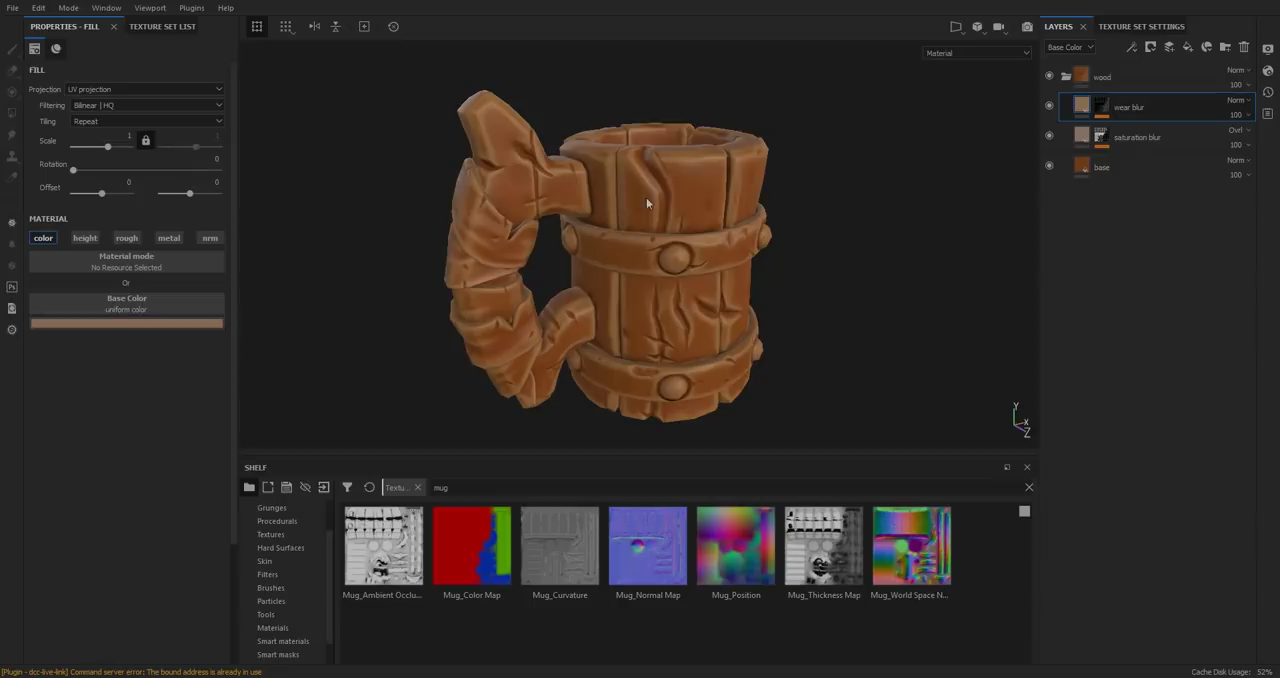 File Edit Mode Window Viewport Plugins Help
PROPERTIES - FILL TEXTURE SET LIST
FILL
Projection UV projection
Filtering Bilinear | HQ
Tiling Repeat
Scale 1 1
Rotation 0
Offset 0 0
MATERIAL
color height rough metal nrm
Material mode
No Resource Selected
Or
Base Color
uniform color
Material
Y
X
Z
LAYERS TEXTURE SET SETTINGS
Base Color
wood Norm
100
wear blur Norm
100
saturation blur Ovrl
100
base Norm
100
SHELF
Textu... mug
Grunges
Procedurals
Textures
Hard Surfaces
Skin
Filters
Brushes
Particles
Tools
Materials
Smart materials
Smart masks
Mug_Ambient Occlu... Mug_Color Map Mug_Curvature Mug_Normal Map Mug_Position Mug_Thickness Map Mug_World Space N...
[Plugin - dcc-live-link] Command server error: The bound address is already in use
Cache Disk Usage: 52%